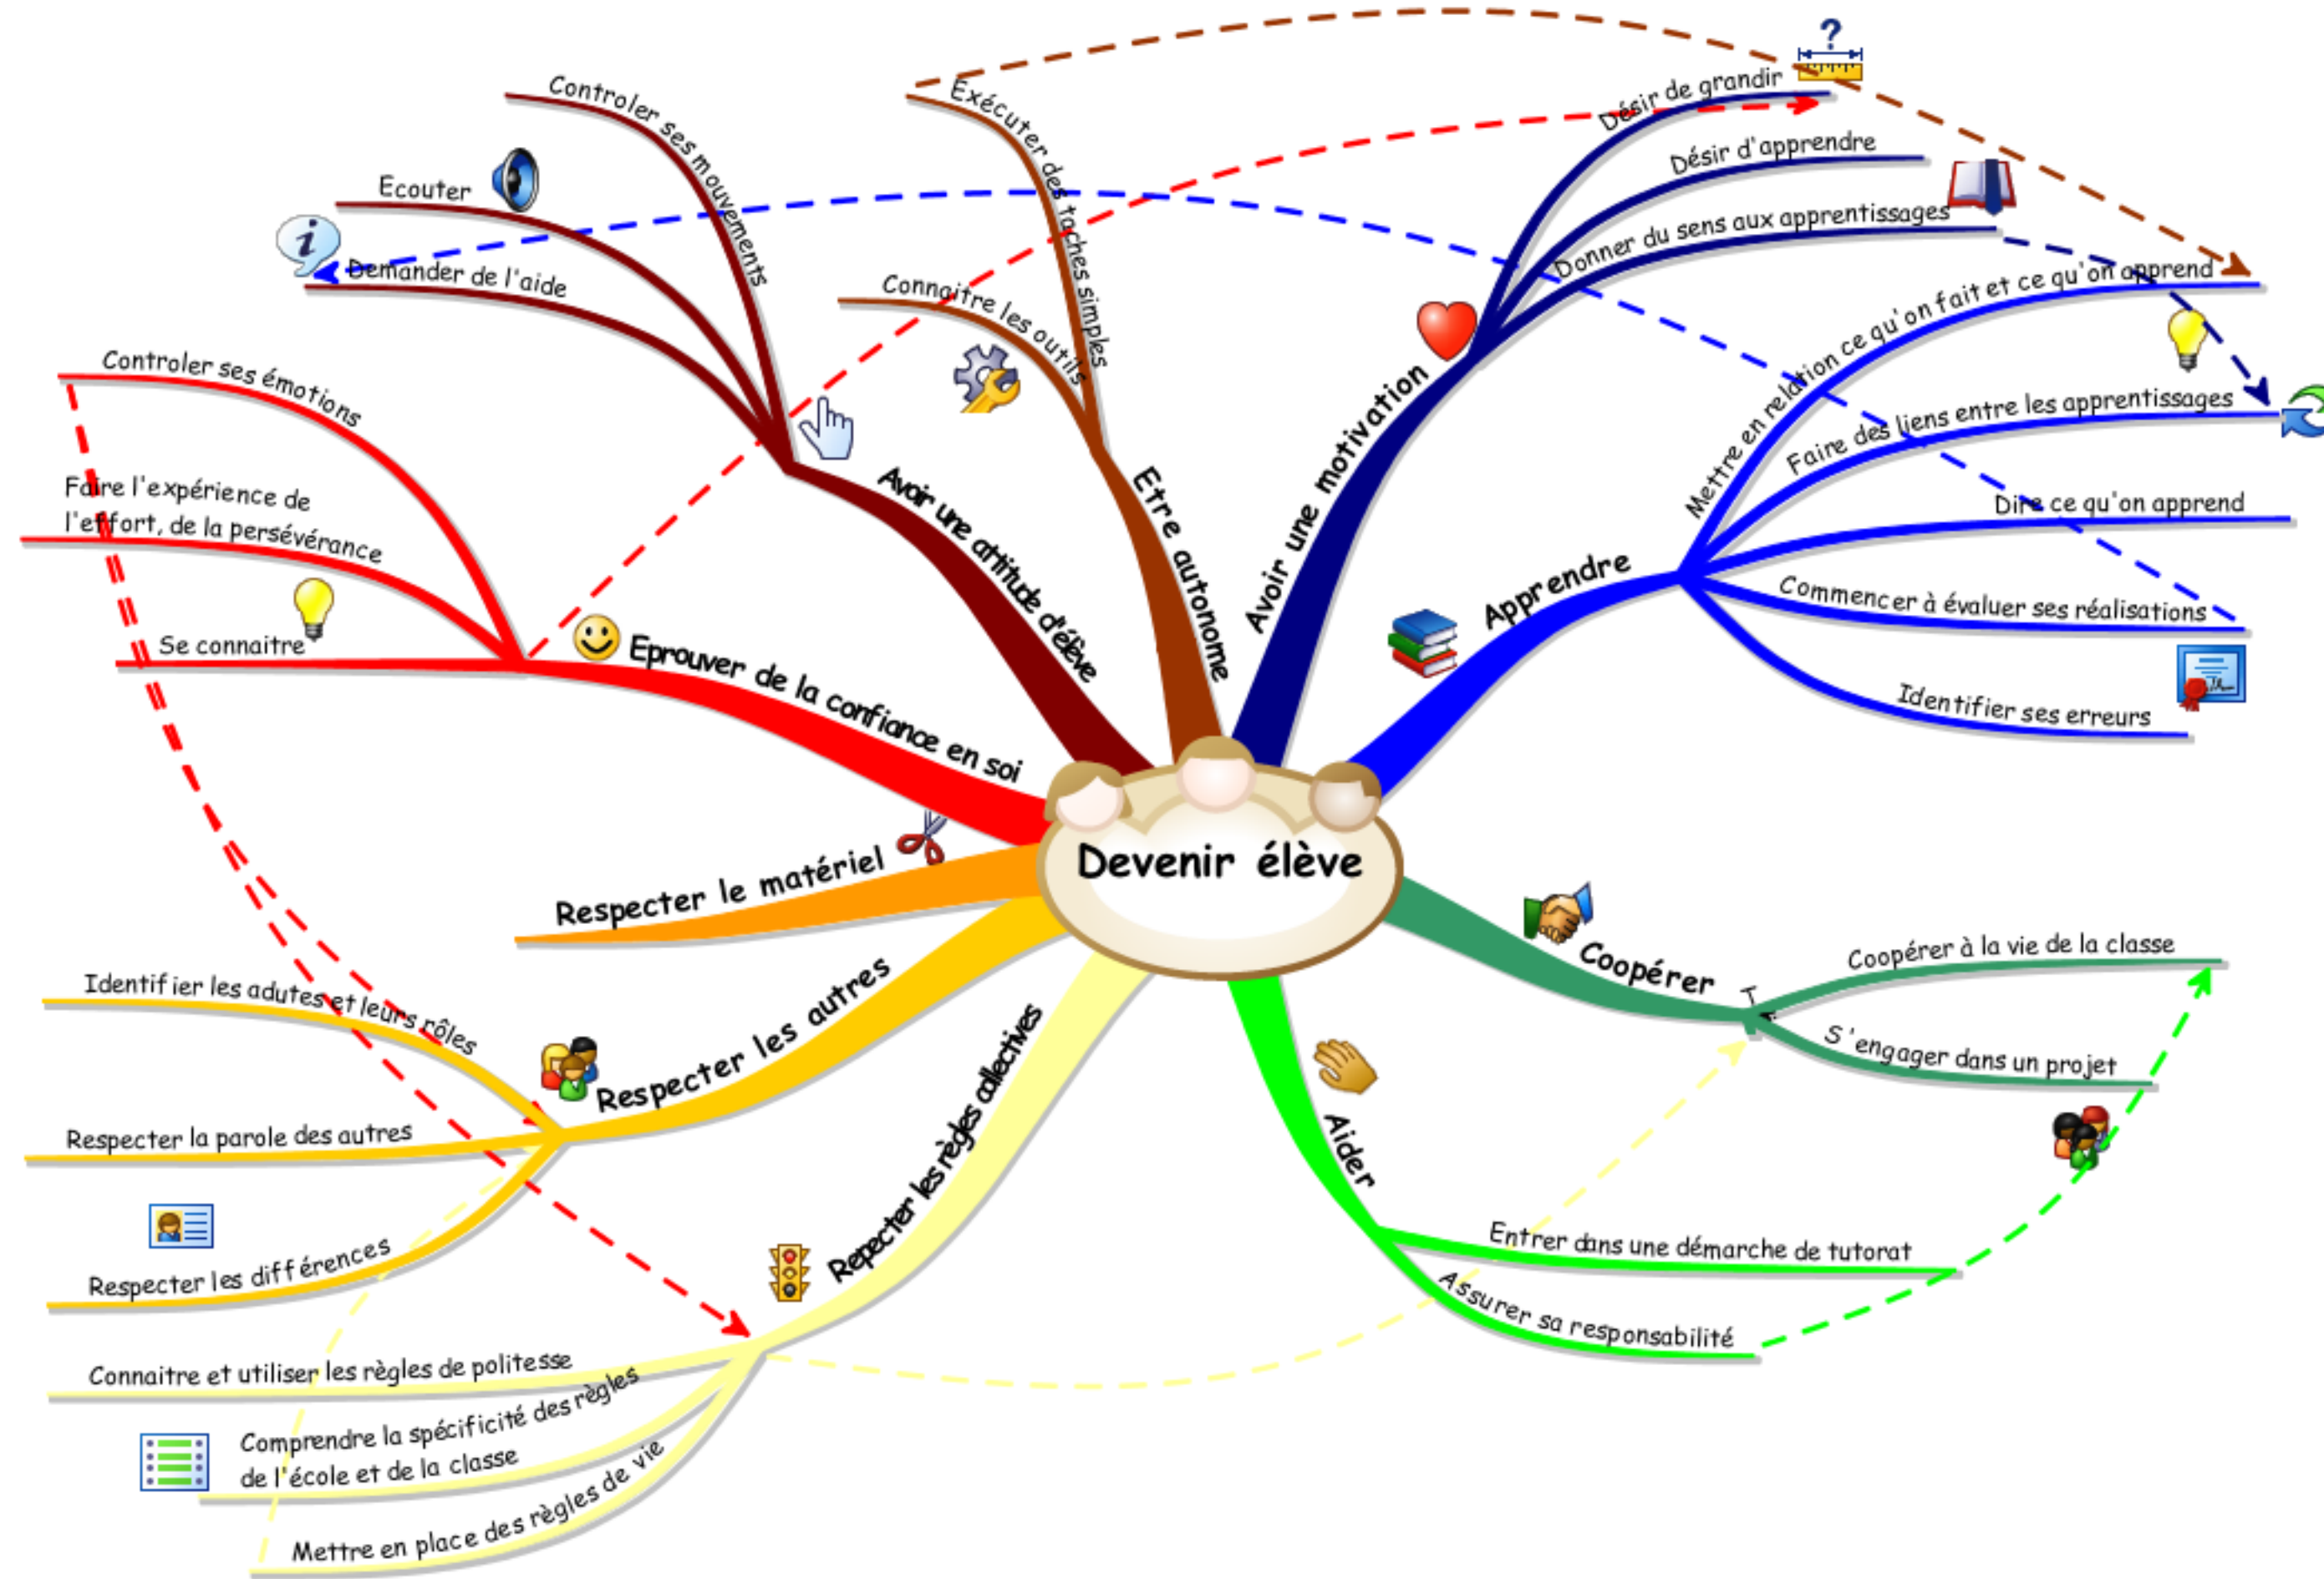 Devenir élève
Avoir une motivation
Désir de grandir
Désir d'apprendre
Donner du sens aux apprentissages
Apprendre
Mettre en relation ce qu'on fait et ce qu'on apprend
Faire des liens entre les apprentissages
Dire ce qu'on apprend
Commencer à évaluer ses réalisations
Identifier ses erreurs
Coopérer
Coopérer à la vie de la classe
S'engager dans un projet
Aider
Entrer dans une démarche de tutorat
Assurer sa responsabilité
Repecter les règles collectives
Connaitre et utiliser les règles de politesse
Comprendre la spécificité des règles
de l'école et de la classe
Mettre en place des règles de vie
Respecter les autres
Identifier les adutes et leurs rôles
Respecter la parole des autres
Respecter les différences
Respecter le matériel
Eprouver de la confiance en soi
Controler ses émotions
Faire l'expérience de
l'effort, de la persévérance
Se connaitre
Avoir une attitude d'élève
Controler ses mouvements
Ecouter
Demander de l'aide
Etre autonome
Exécuter des taches simples
Connaitre les outils